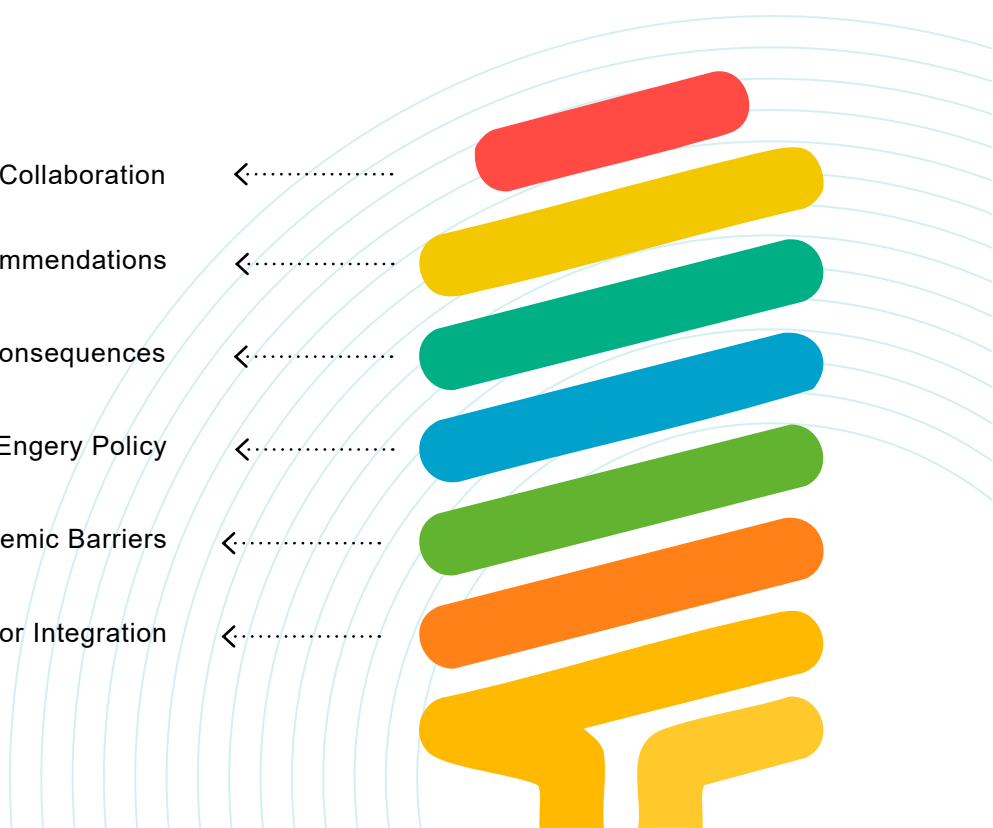 Collaboration
mmendations
onsequences
Engery Policy
emic Barriers
or Integration